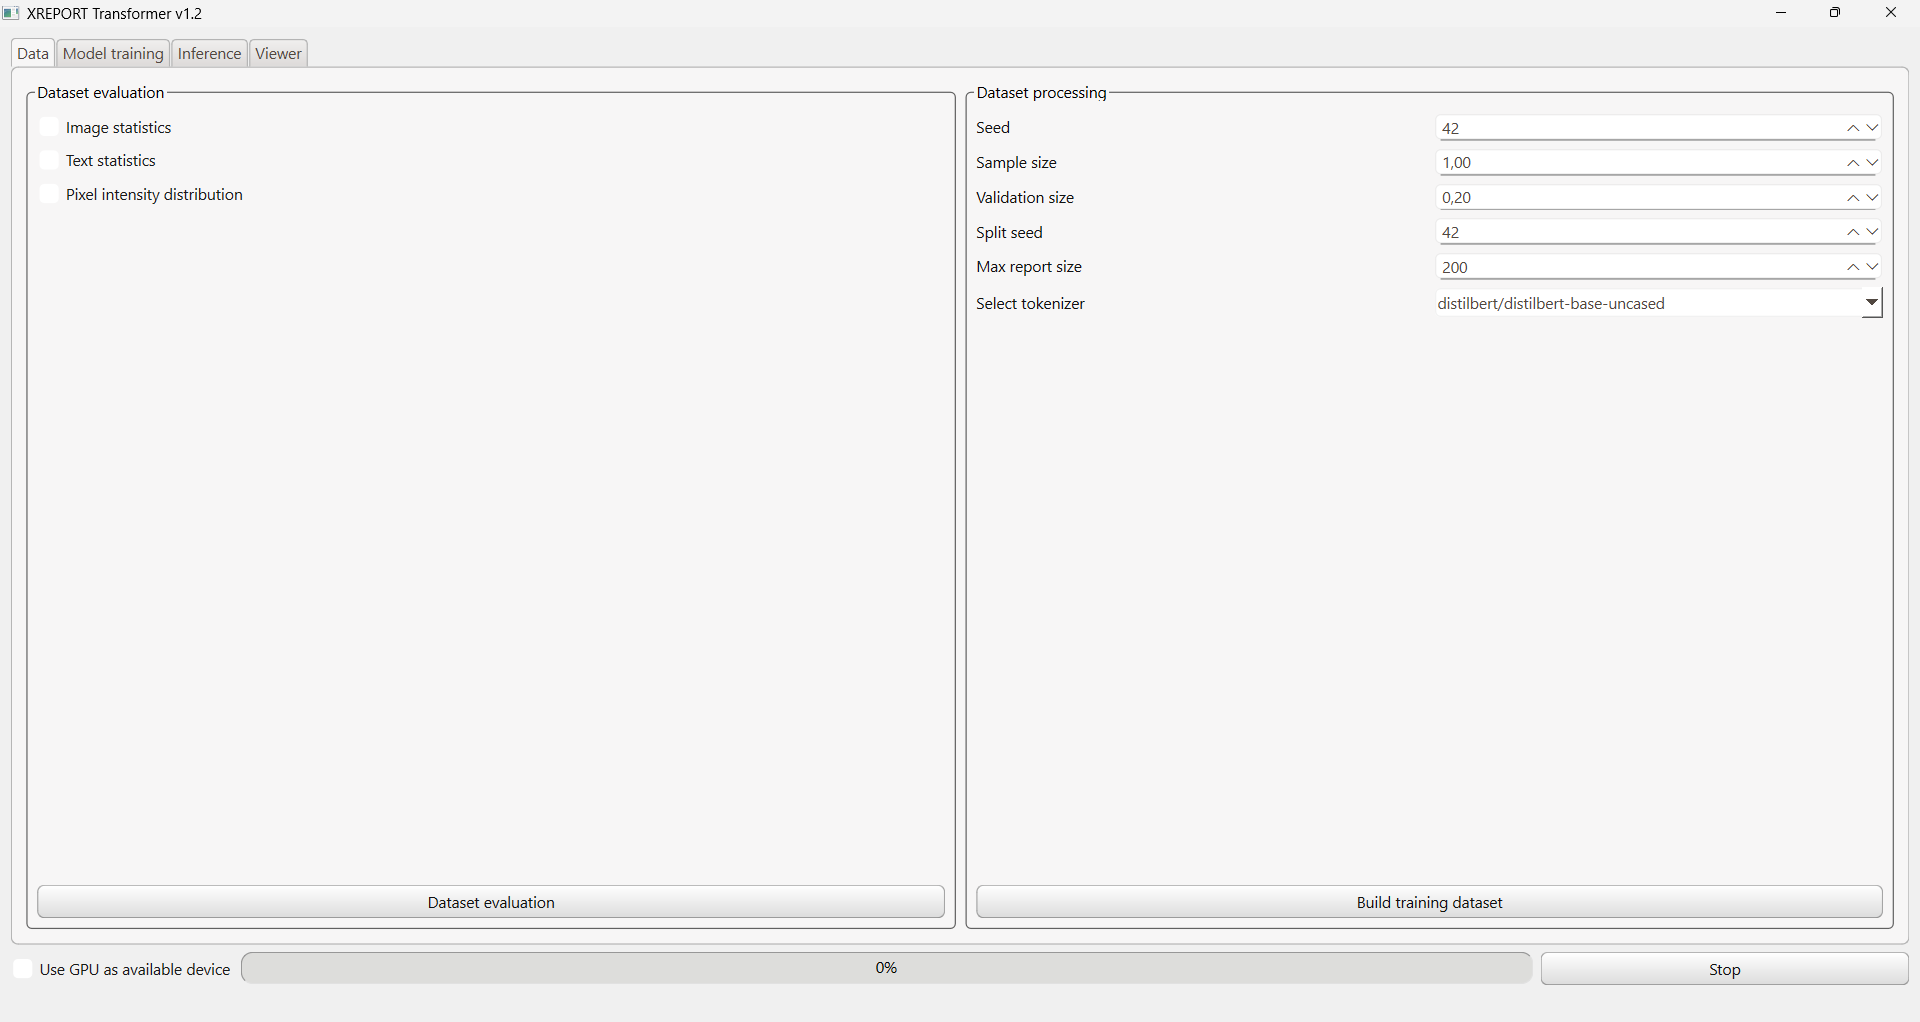 XREPORT Transformer v1.2
Data Model training Inference Viewer
Dataset evaluation
Image statistics
Text statistics
Pixel intensity distribution
Dataset evaluation
Dataset processing
Seed 42
Sample size 1,00
Validation size 0,20
Split seed 42
Max report size 200
Select tokenizer distilbert/distilbert-base-uncased
Build training dataset
Use GPU as available device 0% Stop